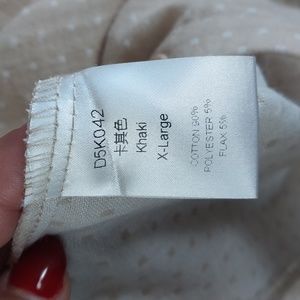 D5K042
卡其色
Khaki
X-Large
COTTON 90%
POLYESTER 5%
FLAX 5%